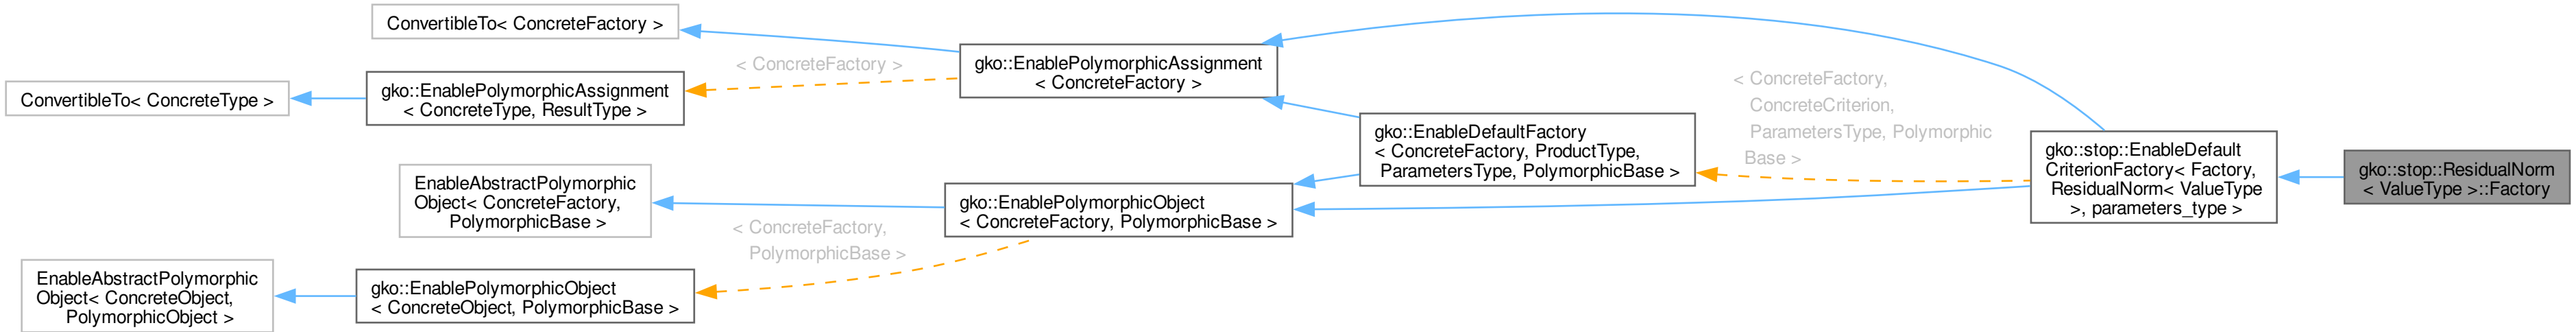 ConvertibleTo< ConcreteFactory >
ConvertibleTo< ConcreteType >
gko::EnablePolymorphicAssignment
< ConcreteType, ResultType >
< ConcreteFactory >
gko::EnablePolymorphicAssignment
< ConcreteFactory >
EnableAbstractPolymorphic
Object< ConcreteFactory,
PolymorphicBase >
EnableAbstractPolymorphic
Object< ConcreteObject,
PolymorphicObject >
gko::EnablePolymorphicObject
< ConcreteObject, PolymorphicBase >
< ConcreteFactory,
PolymorphicBase >
gko::EnablePolymorphicObject
< ConcreteFactory, PolymorphicBase >
gko::EnableDefaultFactory
< ConcreteFactory, ProductType,
ParametersType, PolymorphicBase >
< ConcreteFactory,
ConcreteCriterion,
ParametersType, Polymorphic
Base >
gko::stop::EnableDefault
CriterionFactory< Factory,
ResidualNorm< ValueType
>, parameters_type >
gko::stop::ResidualNorm
< ValueType >::Factory